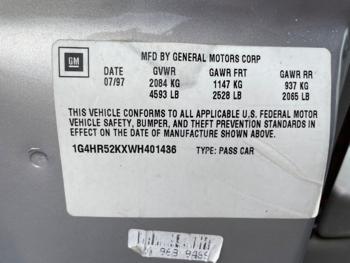 GM
MFD BY GENERAL MOTORS CORP
DATE GVWR GAWR FRT GAWR RR
07/97 2084 KG 1147 KG 937 KG
4593 LB 2528 LB 2065 LB
THIS VEHICLE CONFORMS TO ALL APPLICABLE U.S. FEDERAL MOTOR
VEHICLE SAFETY, BUMPER, AND THEFT PREVENTION STANDARDS
IN EFFECT ON THE DATE OF MANUFACTURE SHOWN ABOVE.
1G4HR52KXWH401436 TYPE: PASS CAR